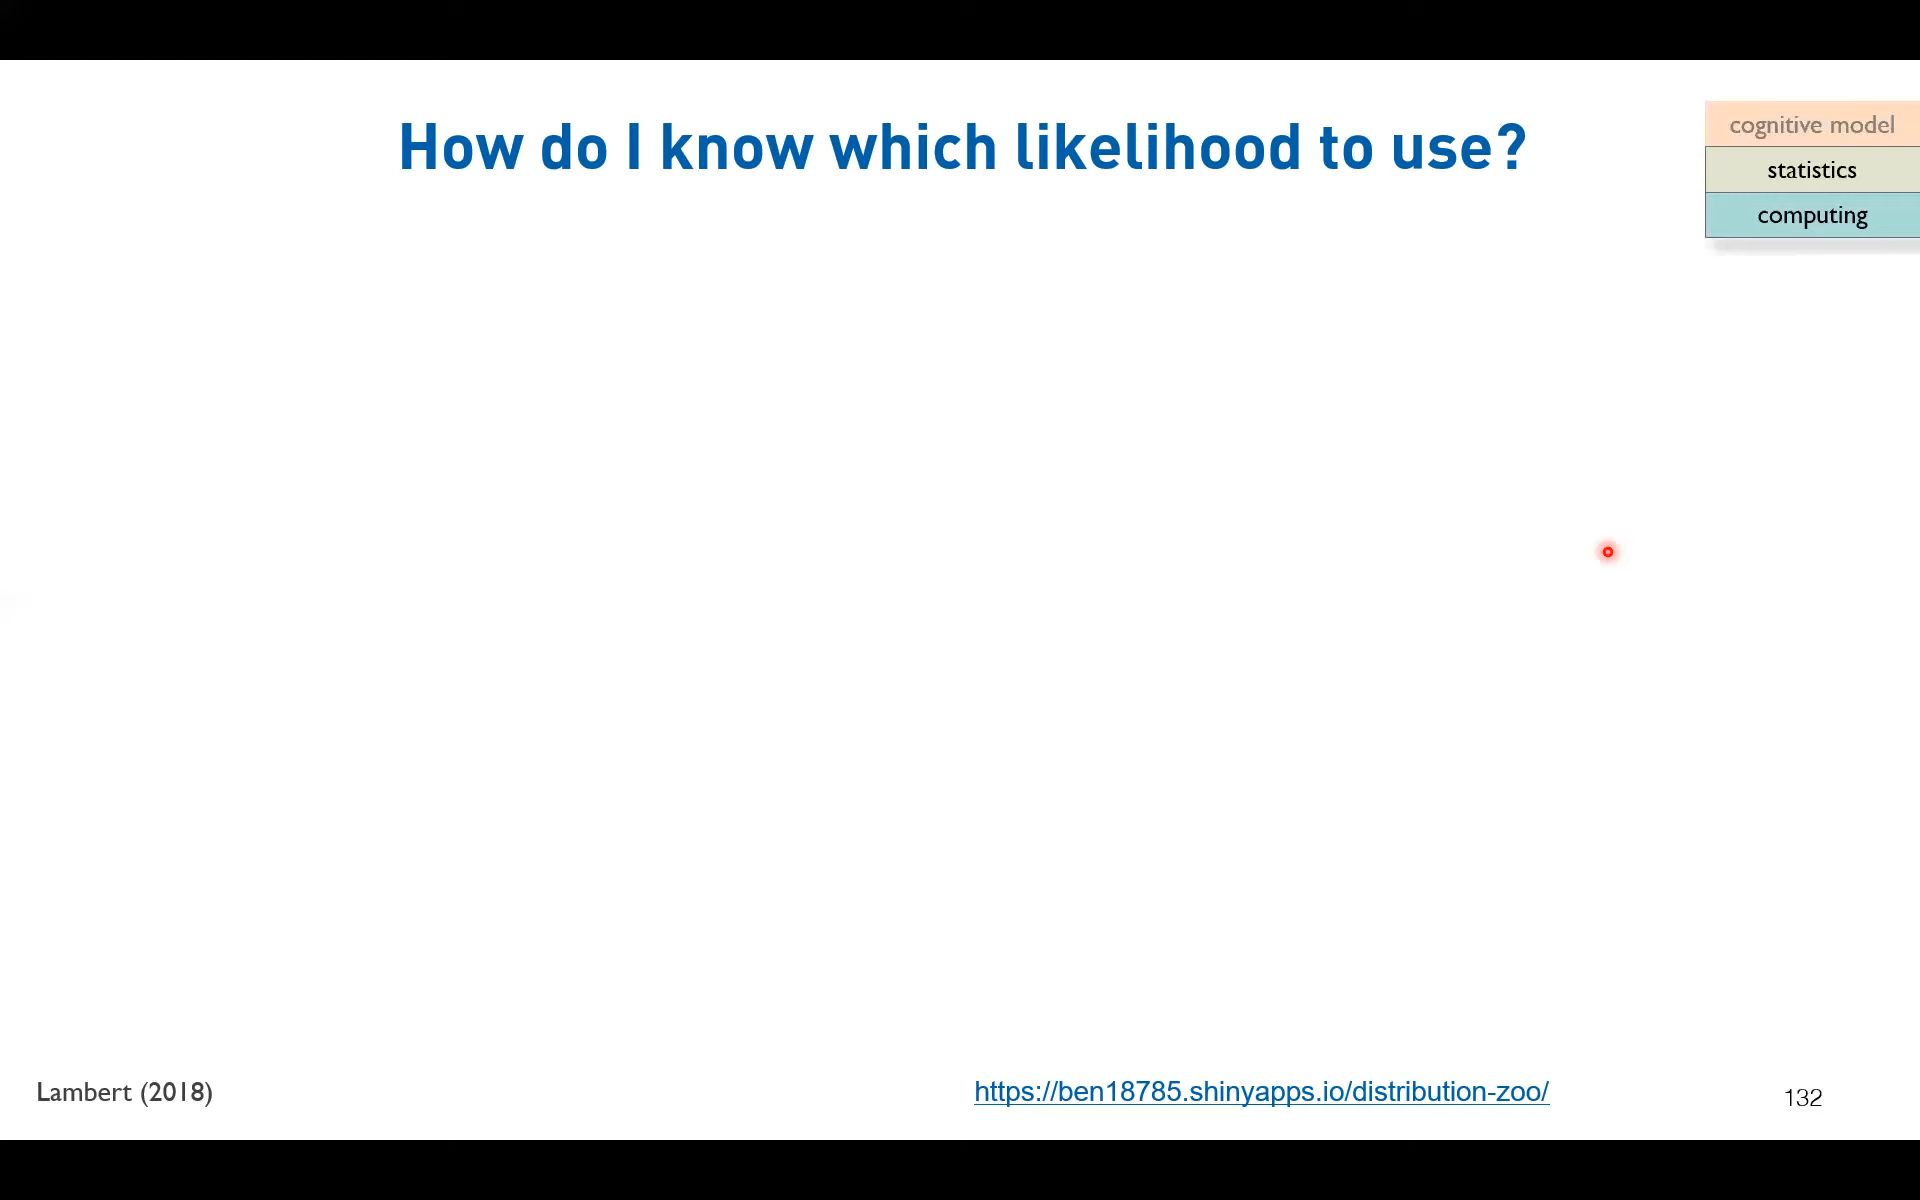 How do I know which likelihood to use?
cognitive model
statistics
computing
Lambert (2018)
https://ben18785.shinyapps.io/distribution-zoo/
132